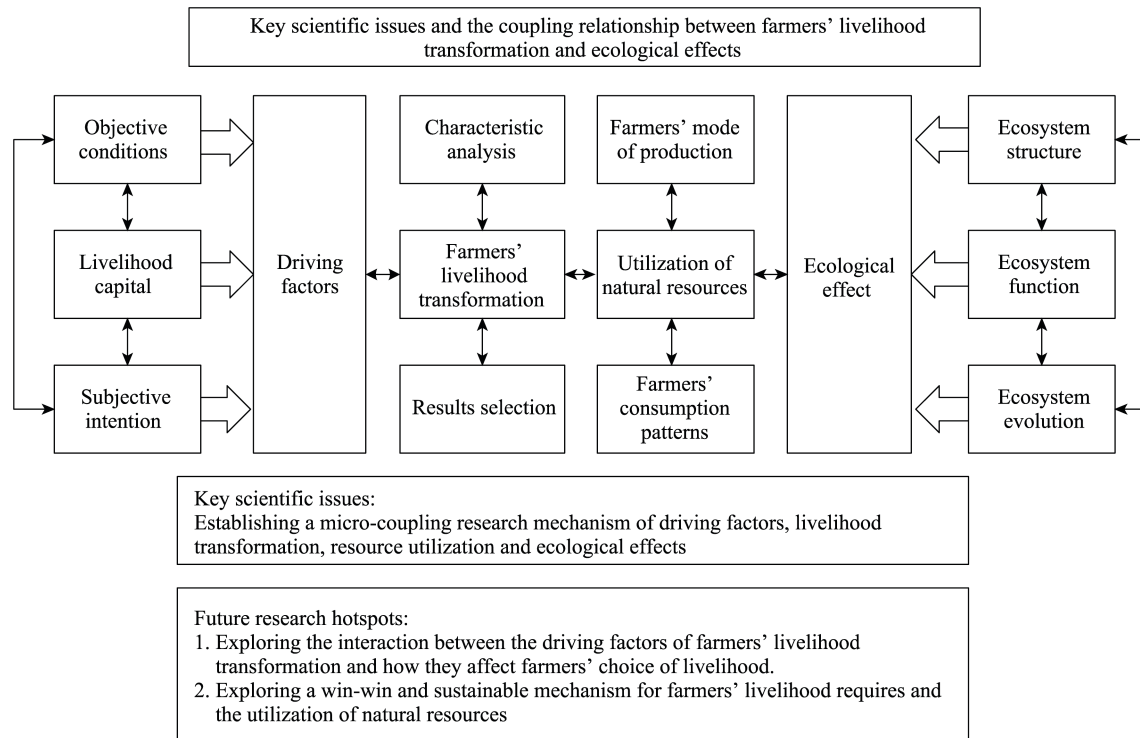 Key scientific issues and the coupling relationship between farmers’ livelihood
transformation and ecological effects
Objective
conditions
Livelihood
capital
Subjective
intention
Driving
factors
Characteristic
analysis
Farmers’
livelihood
transformation
Results selection
Farmers’ mode
of production
Utilization of
natural resources
Farmers’
consumption
patterns
Ecological
effect
Ecosystem
structure
Ecosystem
function
Ecosystem
evolution
Key scientific issues:
Establishing a micro-coupling research mechanism of driving factors, livelihood
transformation, resource utilization and ecological effects
Future research hotspots:
1. Exploring the interaction between the driving factors of farmers’ livelihood
transformation and how they affect farmers’ choice of livelihood.
2. Exploring a win-win and sustainable mechanism for farmers’ livelihood requires and
the utilization of natural resources